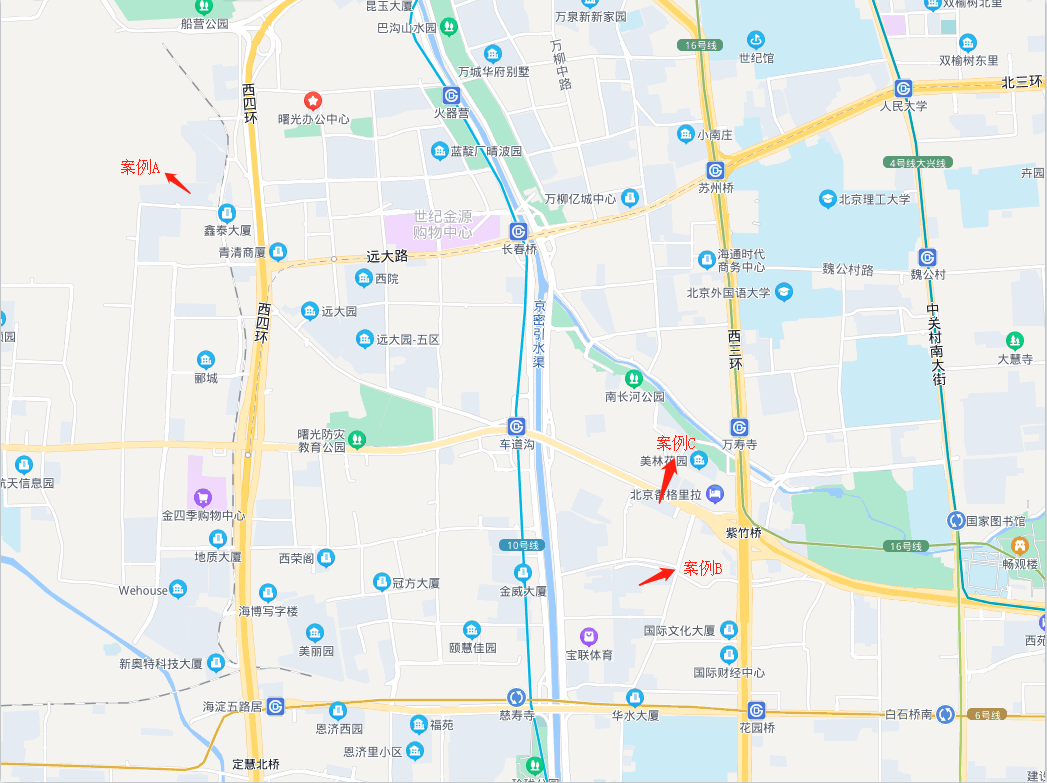 昆玉大厦
船营公园
巴沟山水园
万泉新新家园
双榆树北里
16号线
世纪馆
双榆树东里
万城华府别墅
万柳中路
西四环
火器营
北三环
人民大学
曙光办公中心
小南庄
蓝靛厂晴波园
4号线大兴线
卉园
案例A
苏州桥
万柳亿城中心
北京理工大学
鑫泰大厦
世纪金源
购物中心
长春桥
青清商厦
远大路
海通时代
商务中心
魏公村路
魏公村
西院
北京外国语大学
西四环
远大园
京密引水渠
中关村南大街
西三环
远大园-五区
大慧寺
郦城
南长河公园
曙光防灾
教育公园
车道沟
案例C
万寿寺
美林花园
航天信息园
北京香格里拉
金四季购物中心
国家图书馆
紫竹桥
地质大厦
10号线
16号线
西荣阁
畅观楼
案例B
Wehouse
冠方大厦
金威大厦
海博写字楼
美丽园
颐慧佳园
宝联体育
国际文化大厦
西苑
新奥特科技大厦
国际财经中心
海淀五路居
慈寿寺
华水大厦
白石桥南
6号线
恩济西园
福苑
花园桥
恩济里小区
定慧北桥